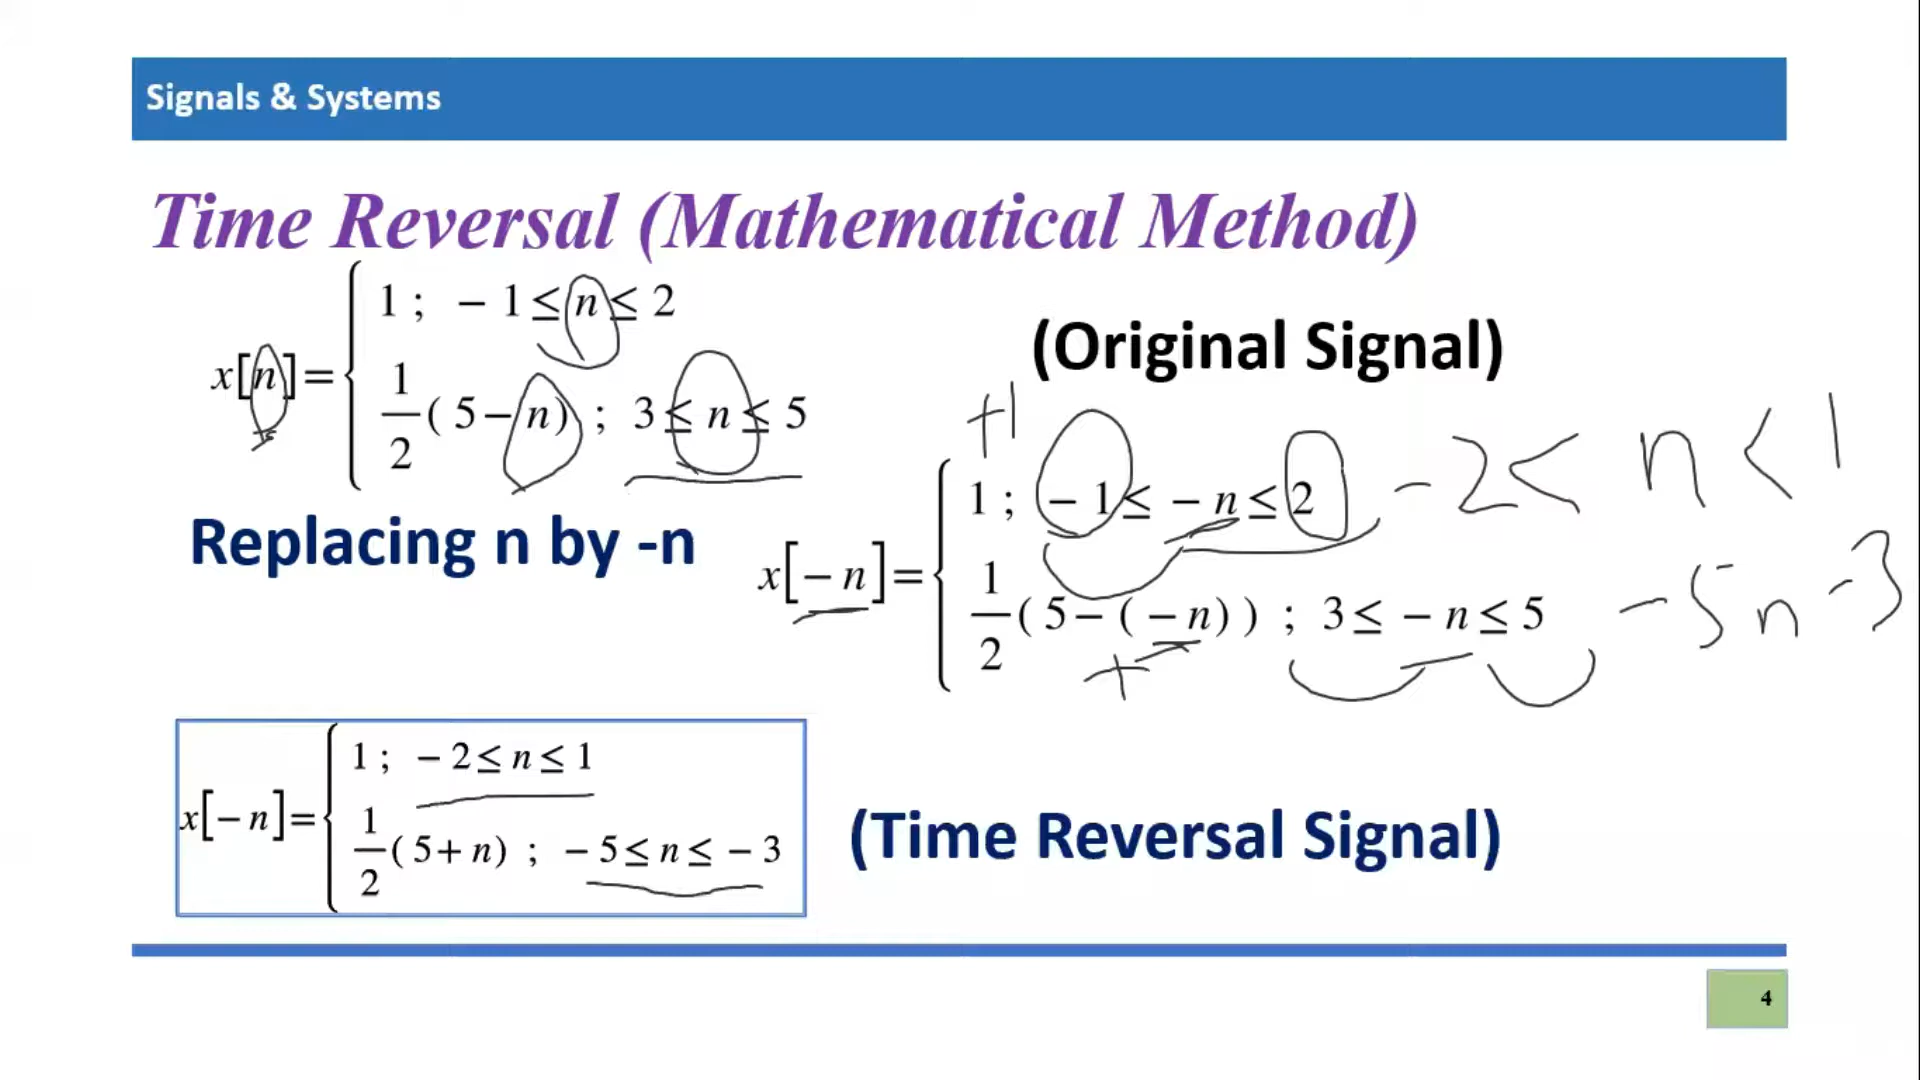 Signals & Systems
Time Reversal (Mathematical Method)
x[n]= { 1 ; − 1 ≤ n ≤ 2
1/2 ( 5 − n) ; 3 ≤ n ≤ 5
(Original Signal)
Replacing n by -n
+1
x[− n]= { 1 ; − 1 ≤ − n ≤ 2
-2 < n < 1
1/2 ( 5 − ( − n) ) ; 3 ≤ − n ≤ 5
-5 n -3
+
x[− n]= { 1 ; − 2 ≤ n ≤ 1
1/2 ( 5 + n) ; − 5 ≤ n ≤ − 3
(Time Reversal Signal)
4